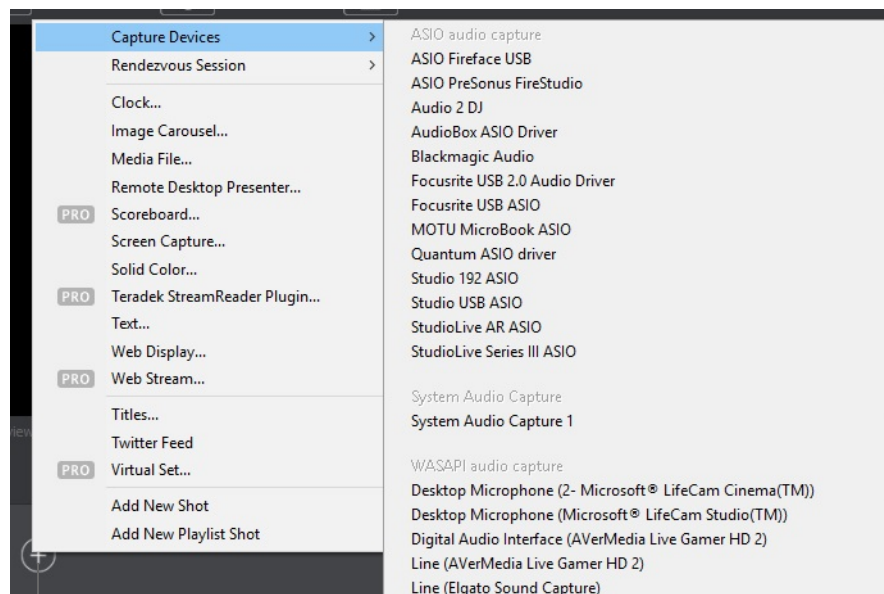 Capture Devices
Rendezvous Session
Clock...
Image Carousel...
Media File...
Remote Desktop Presenter...
PRO Scoreboard...
Screen Capture...
Solid Color...
PRO Teradek StreamReader Plugin...
Text...
Web Display...
PRO Web Stream...
Titles...
Twitter Feed
PRO Virtual Set...
Add New Shot
Add New Playlist Shot
ASIO audio capture
ASIO Fireface USB
ASIO PreSonus FireStudio
Audio 2 DJ
AudioBox ASIO Driver
Blackmagic Audio
Focusrite USB 2.0 Audio Driver
Focusrite USB ASIO
MOTU MicroBook ASIO
Quantum ASIO driver
Studio 192 ASIO
Studio USB ASIO
StudioLive AR ASIO
StudioLive Series III ASIO
System Audio Capture
System Audio Capture 1
WASAPI audio capture
Desktop Microphone (2- Microsoft® LifeCam Cinema(TM))
Desktop Microphone (Microsoft® LifeCam Studio(TM))
Digital Audio Interface (AVerMedia Live Gamer HD 2)
Line (AVerMedia Live Gamer HD 2)
Line (Elgato Sound Capture)